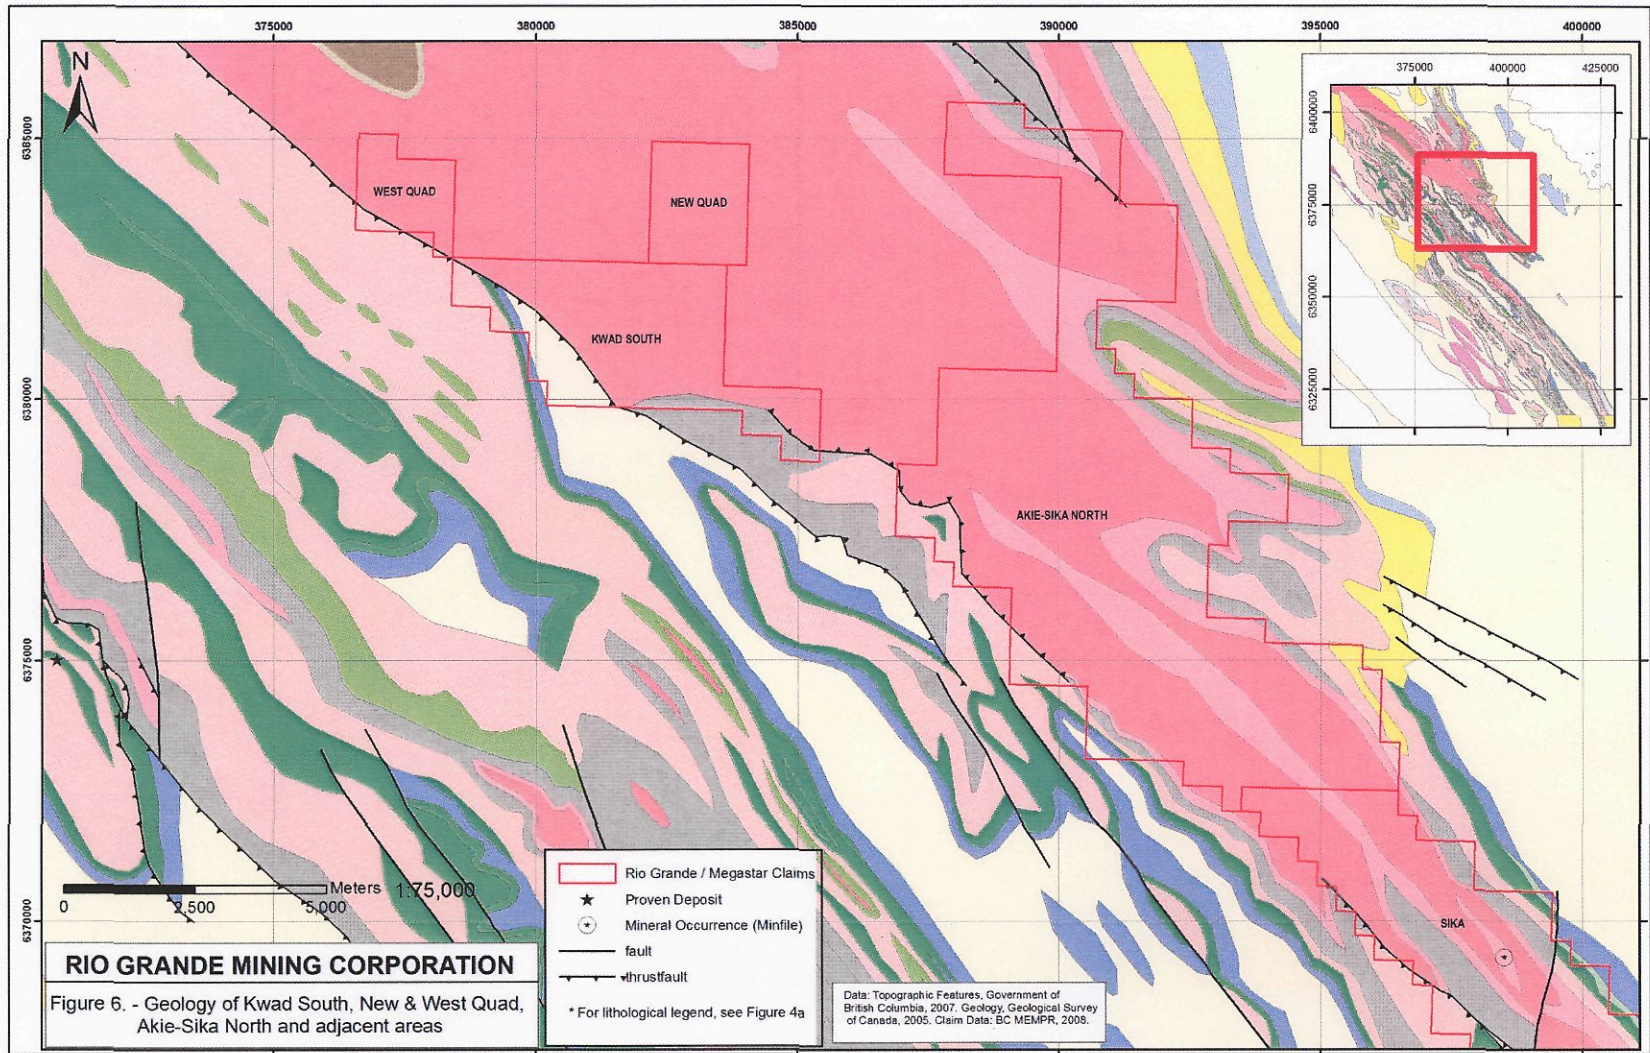 375000 380000 385000 390000 395000 400000
N
6385000
6380000
6375000
6370000
WEST QUAD
NEW QUAD
KWAD SOUTH
AKIE-SIKA NORTH
SIKA
375000 400000 425000
6400000
6375000
6350000
6325000
Meters 1:75,000
0 2,500 5,000
RIO GRANDE MINING CORPORATION
Figure 6. - Geology of Kwad South, New & West Quad,
Akie-Sika North and adjacent areas
Rio Grande / Megastar Claims
Proven Deposit
Mineral Occurrence (Minfile)
fault
thrustfault
* For lithological legend, see Figure 4a
Data: Topographic Features, Government of
British Columbia, 2007. Geology, Geological Survey
of Canada, 2005. Claim Data: BC MEMPR, 2008.